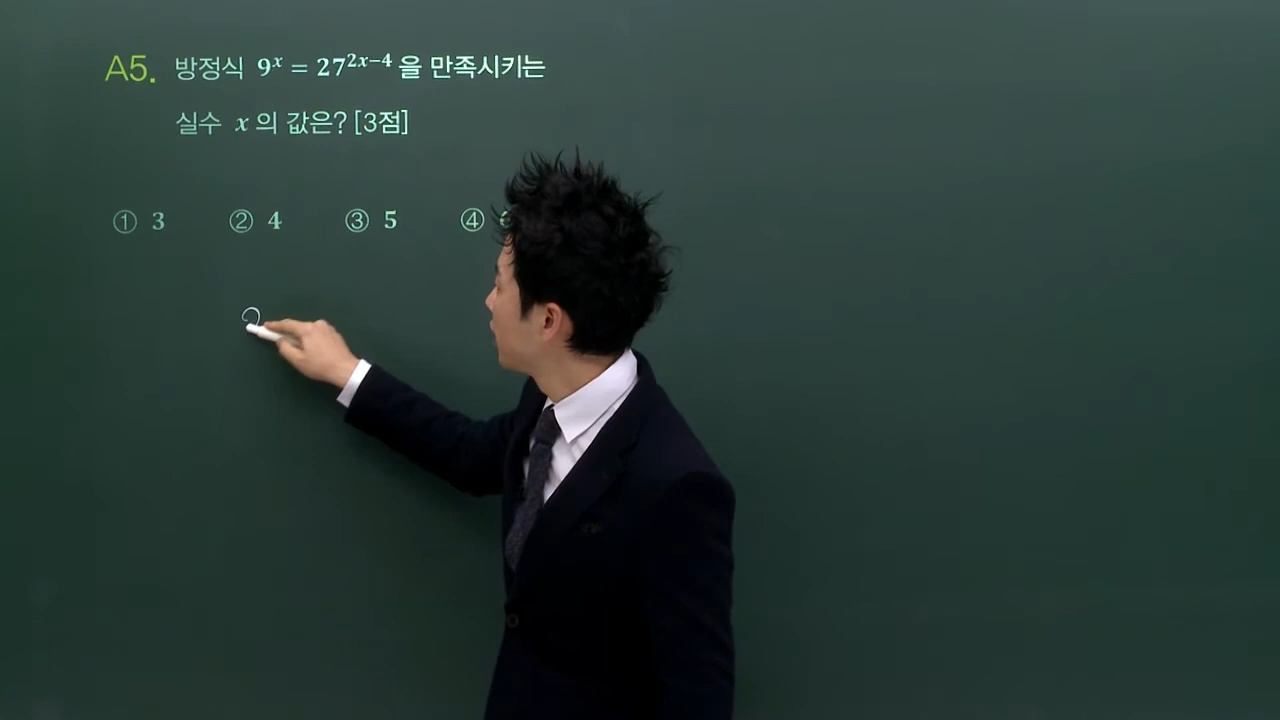 A5. 방정식 9^x = 27^{2x-4} 을 만족시키는
실수 x 의 값은? [3점]
① 3 ② 4 ③ 5 ④